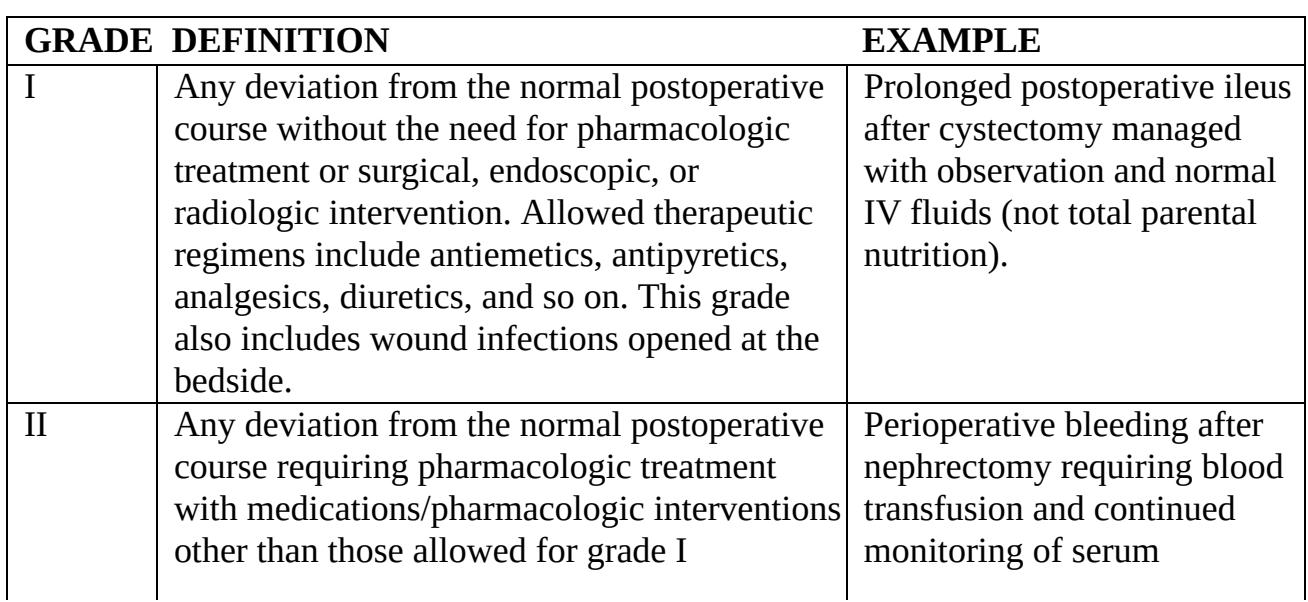 GRADE DEFINITION EXAMPLE
I
Any deviation from the normal postoperative
course without the need for pharmacologic
treatment or surgical, endoscopic, or
radiologic intervention. Allowed therapeutic
regimens include antiemetics, antipyretics,
analgesics, diuretics, and so on. This grade
also includes wound infections opened at the
bedside.
Prolonged postoperative ileus
after cystectomy managed
with observation and normal
IV fluids (not total parental
nutrition).
II
Any deviation from the normal postoperative
course requiring pharmacologic treatment
with medications/pharmacologic interventions
other than those allowed for grade I
Perioperative bleeding after
nephrectomy requiring blood
transfusion and continued
monitoring of serum